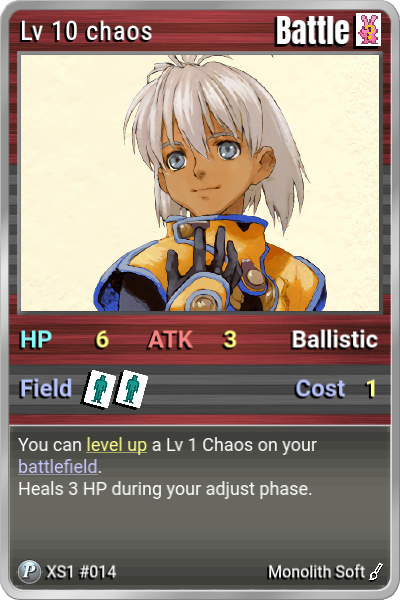 Lv 10 chaos Battle
HP 6 ATK 3 Ballistic
Field Cost 1
You can level up a Lv 1 Chaos on your
battlefield.
Heals 3 HP during your adjust phase.
P XS1 #014 Monolith Soft